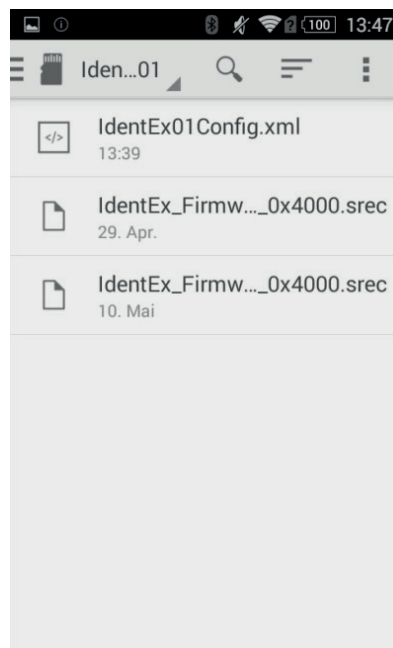 100 13:47
Iden...01
</>
IdentEx01Config.xml
13:39
IdentEx_Firmw..._0x4000.srec
29. Apr.
IdentEx_Firmw..._0x4000.srec
10. Mai